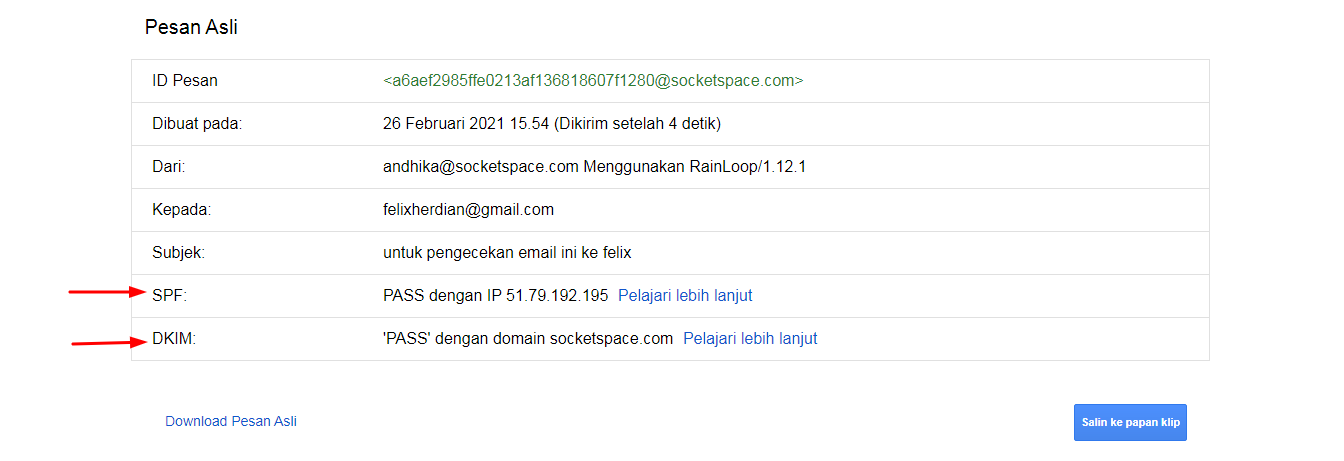 Pesan Asli
ID Pesan <a6aef2985ffe0213af136818607f1280@socketspace.com>
Dibuat pada: 26 Februari 2021 15.54 (Dikirim setelah 4 detik)
Dari: andhika@socketspace.com Menggunakan RainLoop/1.12.1
Kepada: felixherdian@gmail.com
Subjek: untuk pengecekan email ini ke felix
SPF: PASS dengan IP 51.79.192.195 Pelajari lebih lanjut
DKIM: 'PASS' dengan domain socketspace.com Pelajari lebih lanjut
Download Pesan Asli Salin ke papan klip